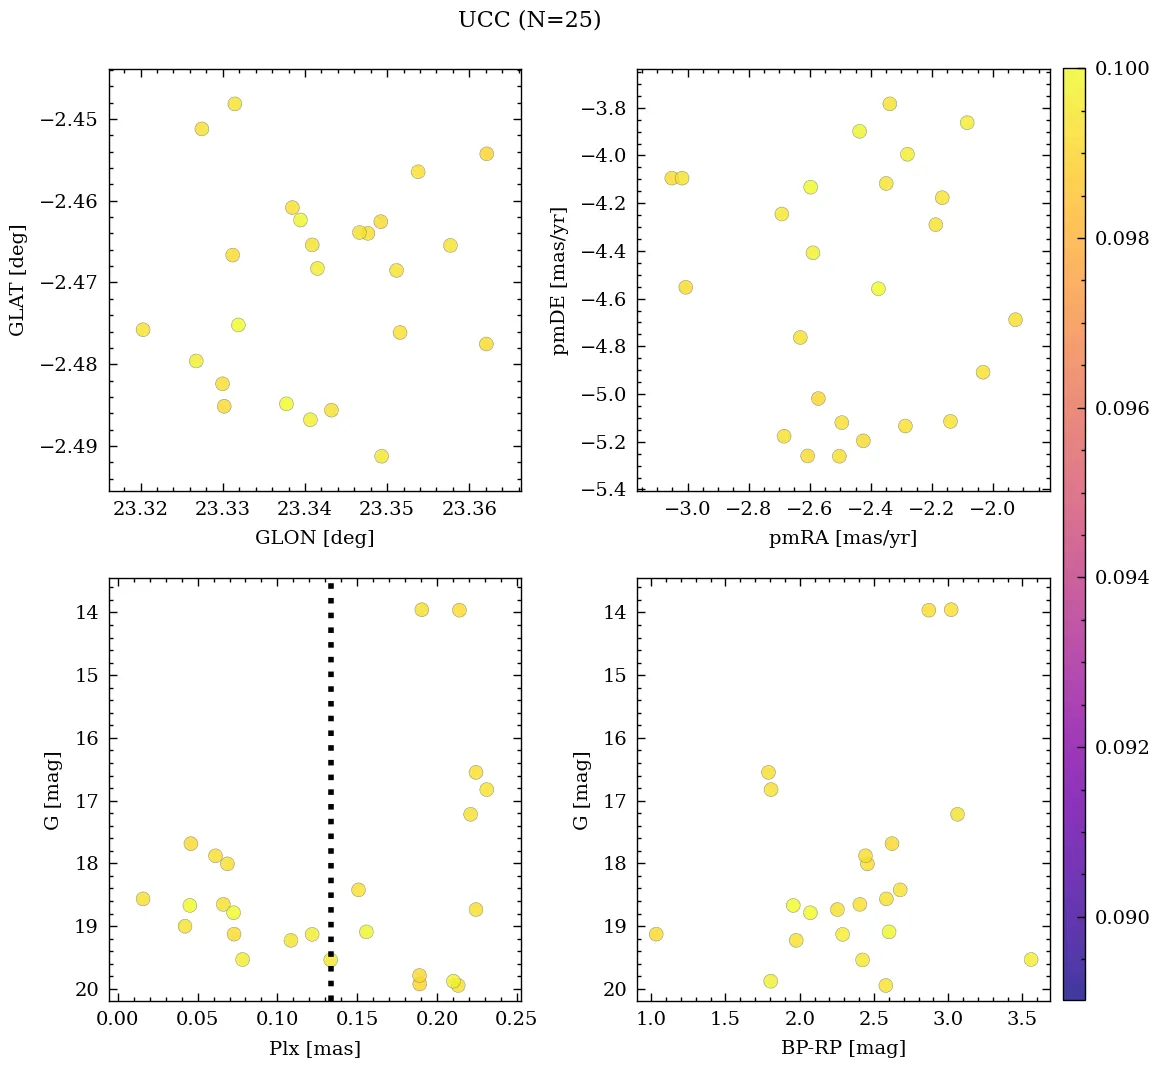 UCC (N=25)
−2.45
−2.46
−2.47
−2.48
−2.49
GLAT [deg]
23.32 23.33 23.34 23.35 23.36
GLON [deg]
−3.8
−4.0
−4.2
−4.4
−4.6
−4.8
−5.0
−5.2
−5.4
pmDE [mas/yr]
−3.0 −2.8 −2.6 −2.4 −2.2 −2.0
pmRA [mas/yr]
14
15
16
17
18
19
20
G [mag]
0.00 0.05 0.10 0.15 0.20 0.25
Plx [mas]
14
15
16
17
18
19
20
G [mag]
1.0 1.5 2.0 2.5 3.0 3.5
BP-RP [mag]
0.100
0.098
0.096
0.094
0.092
0.090